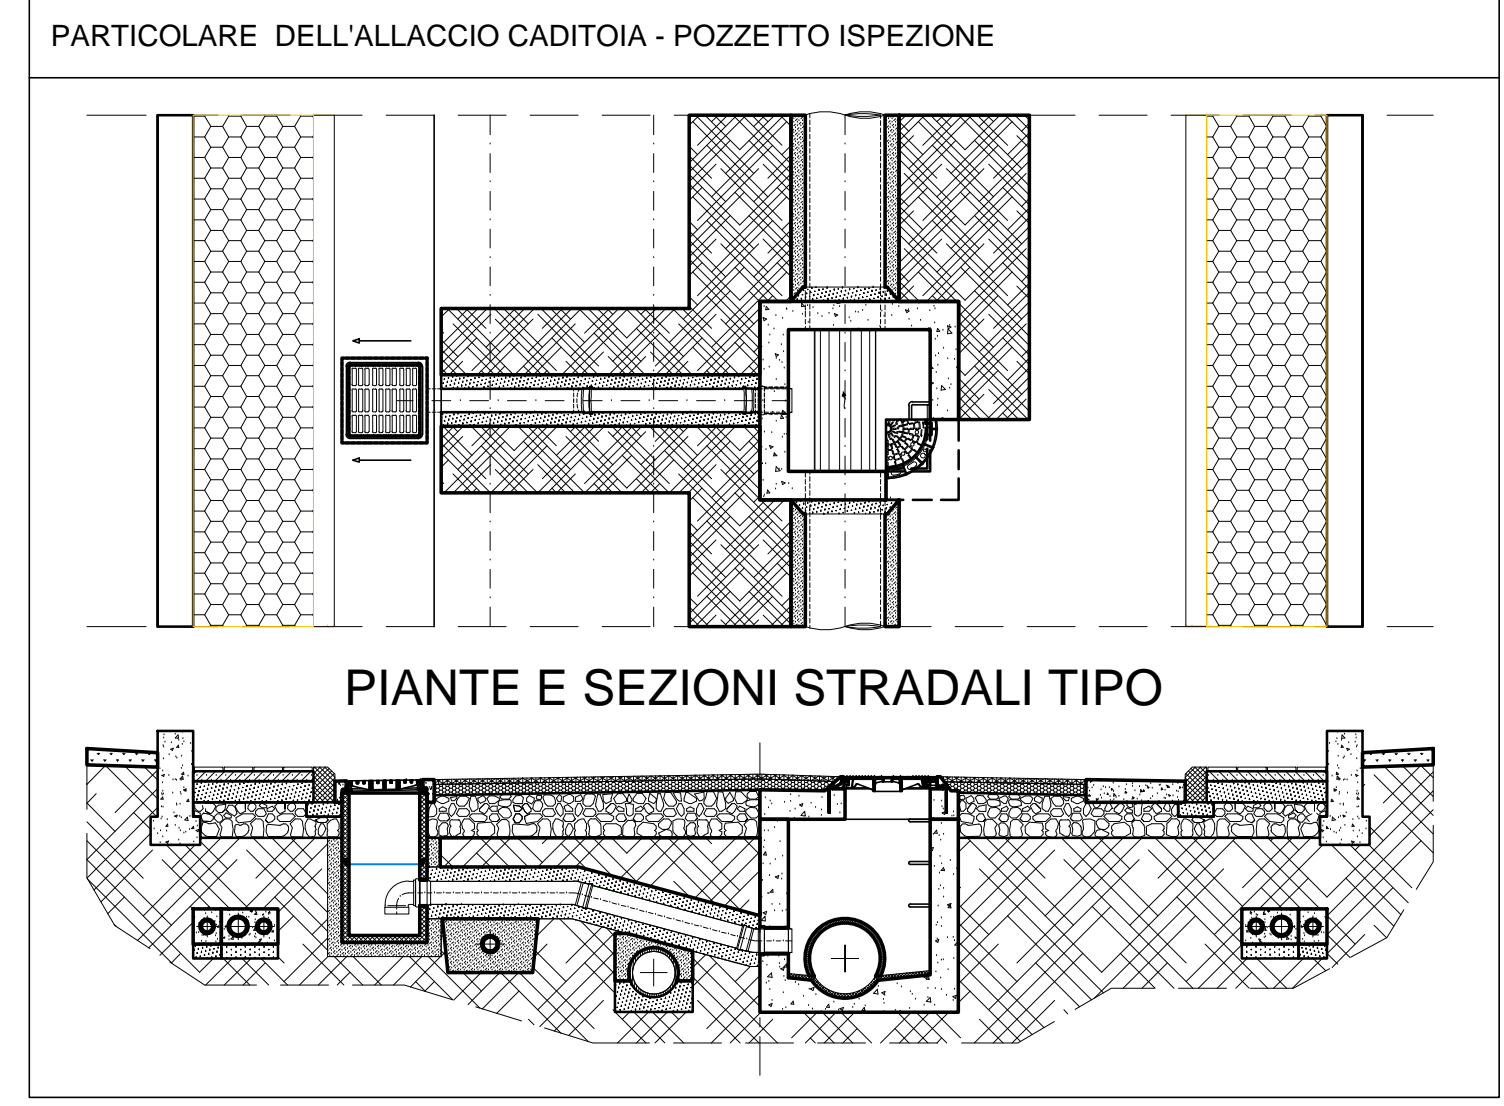 PARTICOLARE DELL'ALLACCIO CADITOIA - POZZETTO ISPEZIONE
PIANTE E SEZIONI STRADALI TIPO